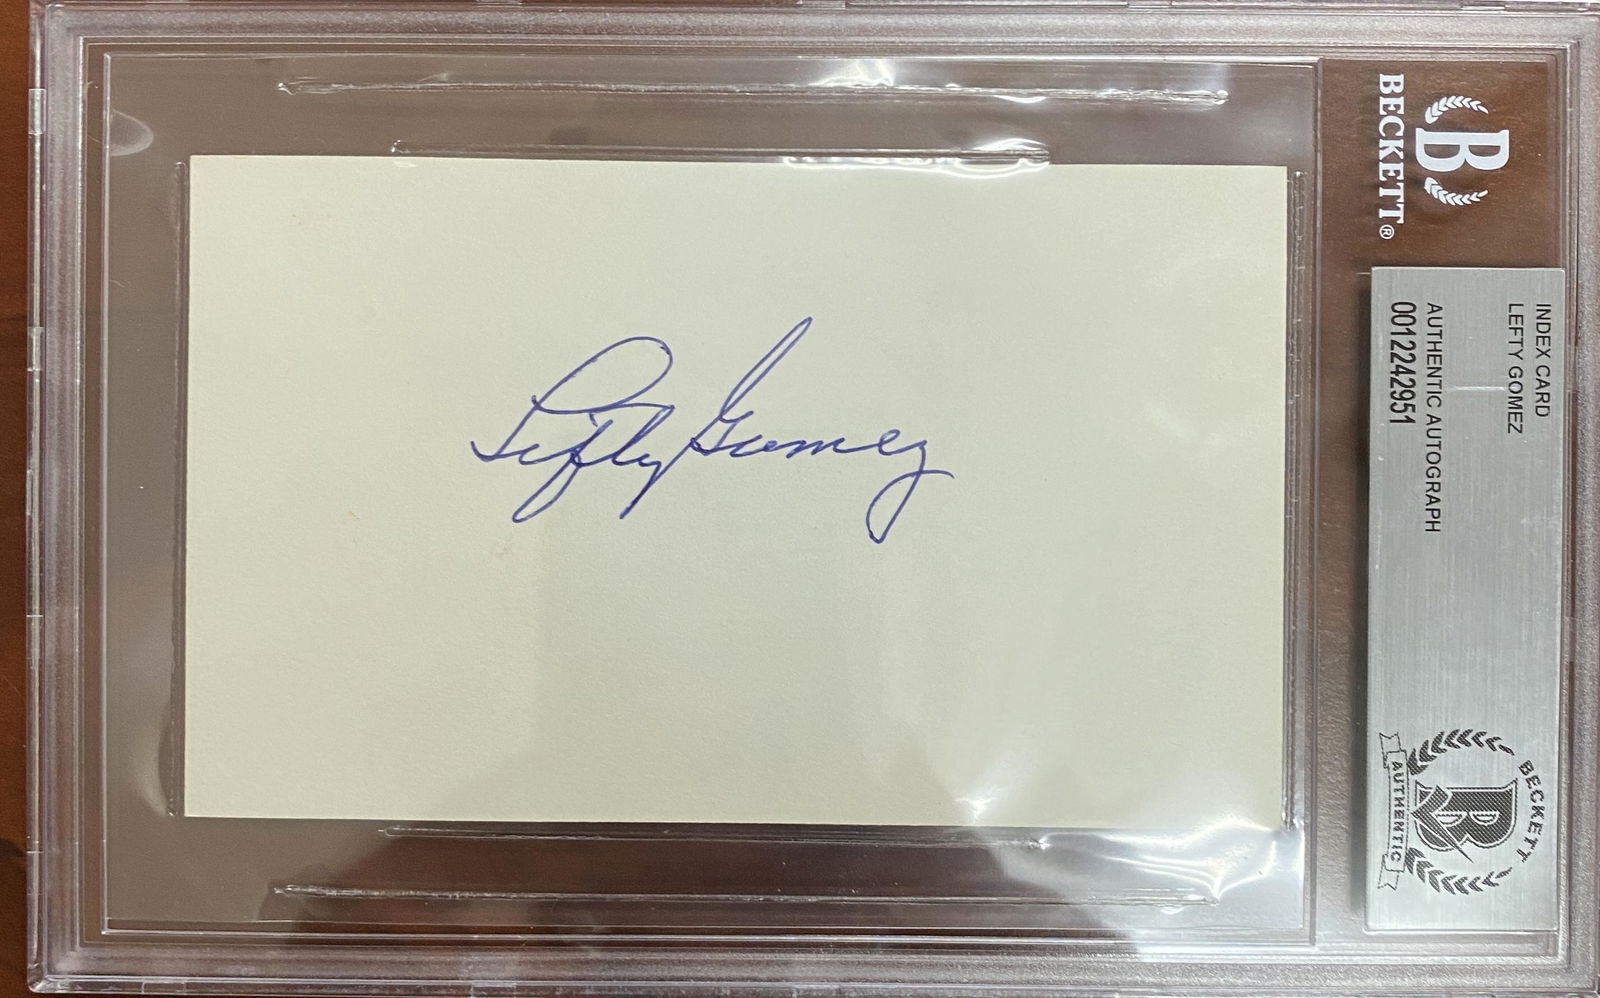 Lefty Gomez
B
BECKETT®
INDEX CARD
LEFTY GOMEZ
AUTHENTIC AUTOGRAPH
0012242951
BECKETT
B
AUTHENTIC